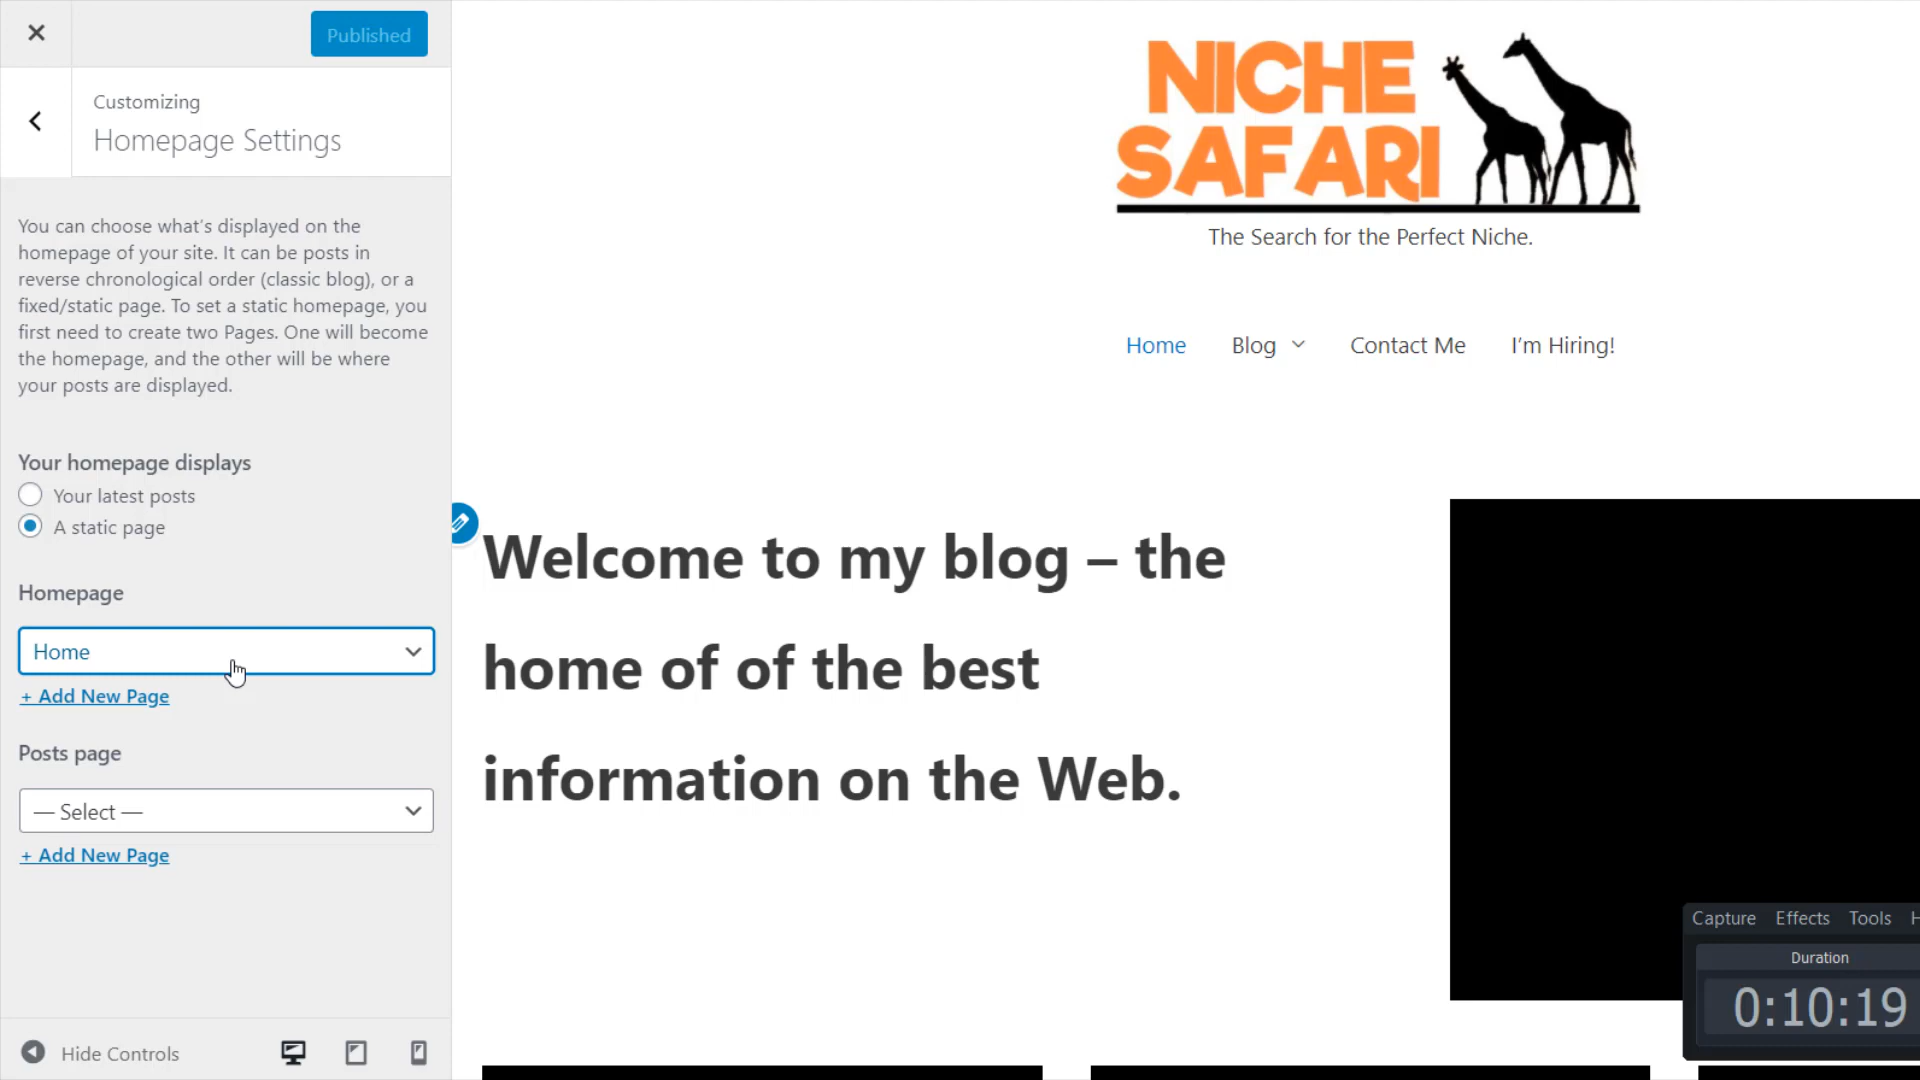 Published
Customizing
Homepage Settings
You can choose what's displayed on the
homepage of your site. It can be posts in
reverse chronological order (classic blog), or a
fixed/static page. To set a static homepage, you
first need to create two Pages. One will become
the homepage, and the other will be where
your posts are displayed.
Your homepage displays
Your latest posts
A static page
Homepage
Home
+ Add New Page
Posts page
— Select —
+ Add New Page
Hide Controls
NICHE
SAFARI
The Search for the Perfect Niche.
Home Blog Contact Me I'm Hiring!
Welcome to my blog – the
home of of the best
information on the Web.
Capture Effects Tools H
Duration
0:10:19